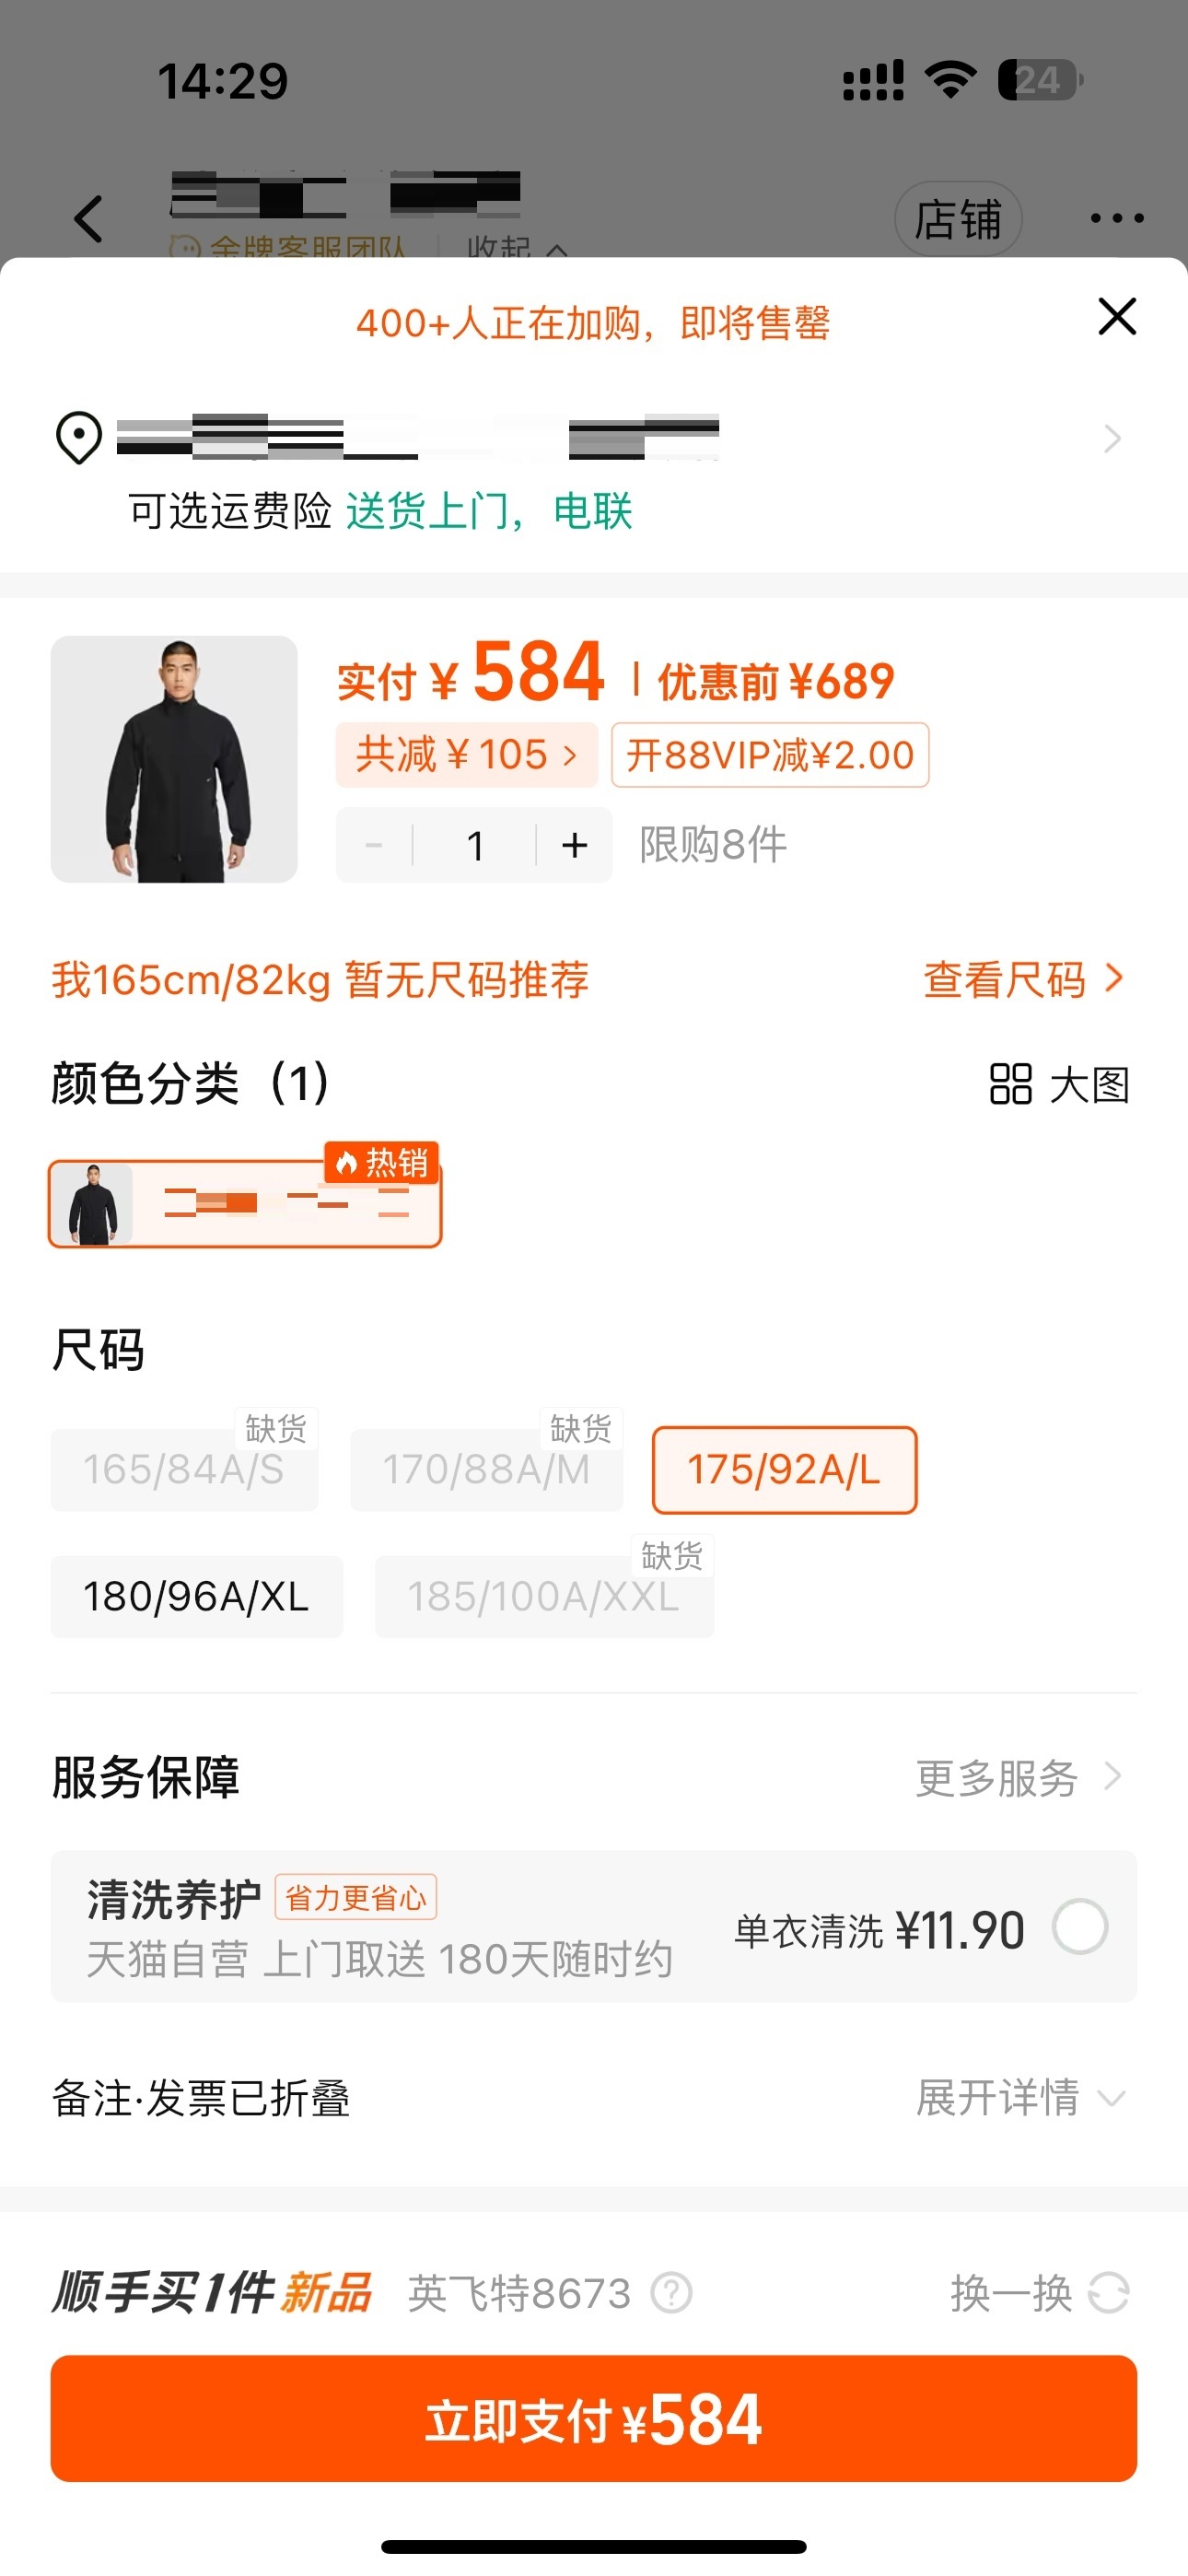 14:29
24
店铺
金牌客服团队 收起
400+人正在加购，即将售罄
可选运费险 送货上门，电联
实付 ¥ 584 优惠前 ¥689
共减 ¥ 105 > 开88VIP减¥2.00
- 1 + 限购8件
我165cm/82kg 暂无尺码推荐 查看尺码 >
颜色分类（1） 大图
热销
尺码
缺货 缺货
165/84A/S 170/88A/M 175/92A/L
缺货
180/96A/XL 185/100A/XXL
服务保障 更多服务 >
清洗养护 省力更省心
单衣清洗 ¥11.90
天猫自营 上门取送 180天随时约
备注·发票已折叠 展开详情
顺手买1件 新品 英飞特8673 ? 换一换
立即支付 ¥584